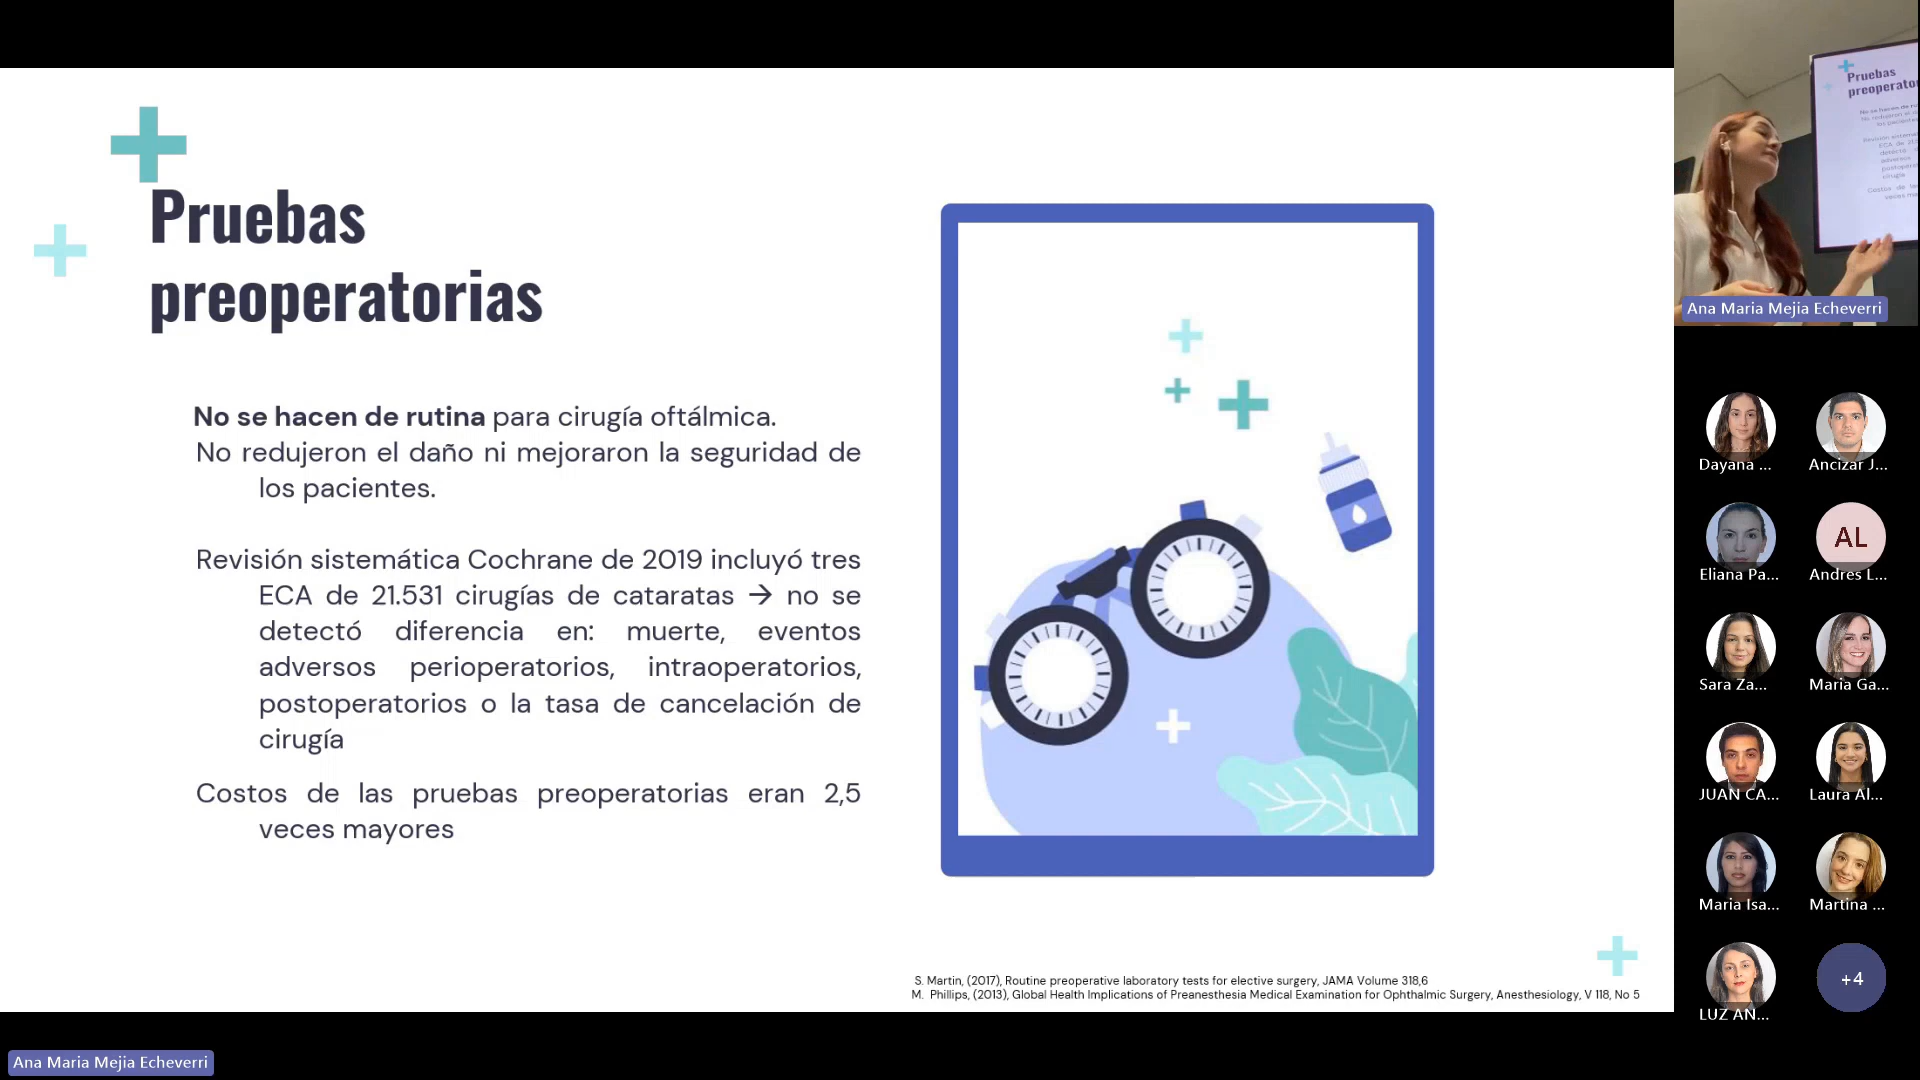 Pruebas
preoperatorias
No se hacen de rutina para cirugía oftálmica.
No redujeron el daño ni mejoraron la seguridad de
los pacientes.
Revisión sistemática Cochrane de 2019 incluyó tres
ECA de 21.531 cirugías de cataratas → no se
detectó diferencia en: muerte, eventos
adversos perioperatorios, intraoperatorios,
postoperatorios o la tasa de cancelación de
cirugía
Costos de las pruebas preoperatorias eran 2,5
veces mayores
S. Martin, (2017), Routine preoperative laboratory tests for elective surgery, JAMA Volume 318,6
M. Phillips, (2013), Global Health Implications of Preanesthesia Medical Examination for Ophthalmic Surgery, Anesthesiology, V 118, No 5
Ana Maria Mejia Echeverri
Pruebas
Ana Maria Mejia Echeverri
Dayana ...
Ancizar J...
Eliana Pa...
AL
Andres L...
Sara Za...
Maria Ga...
JUAN CA...
Laura Al...
Maria Isa...
Martina ...
LUZ AN...
+4